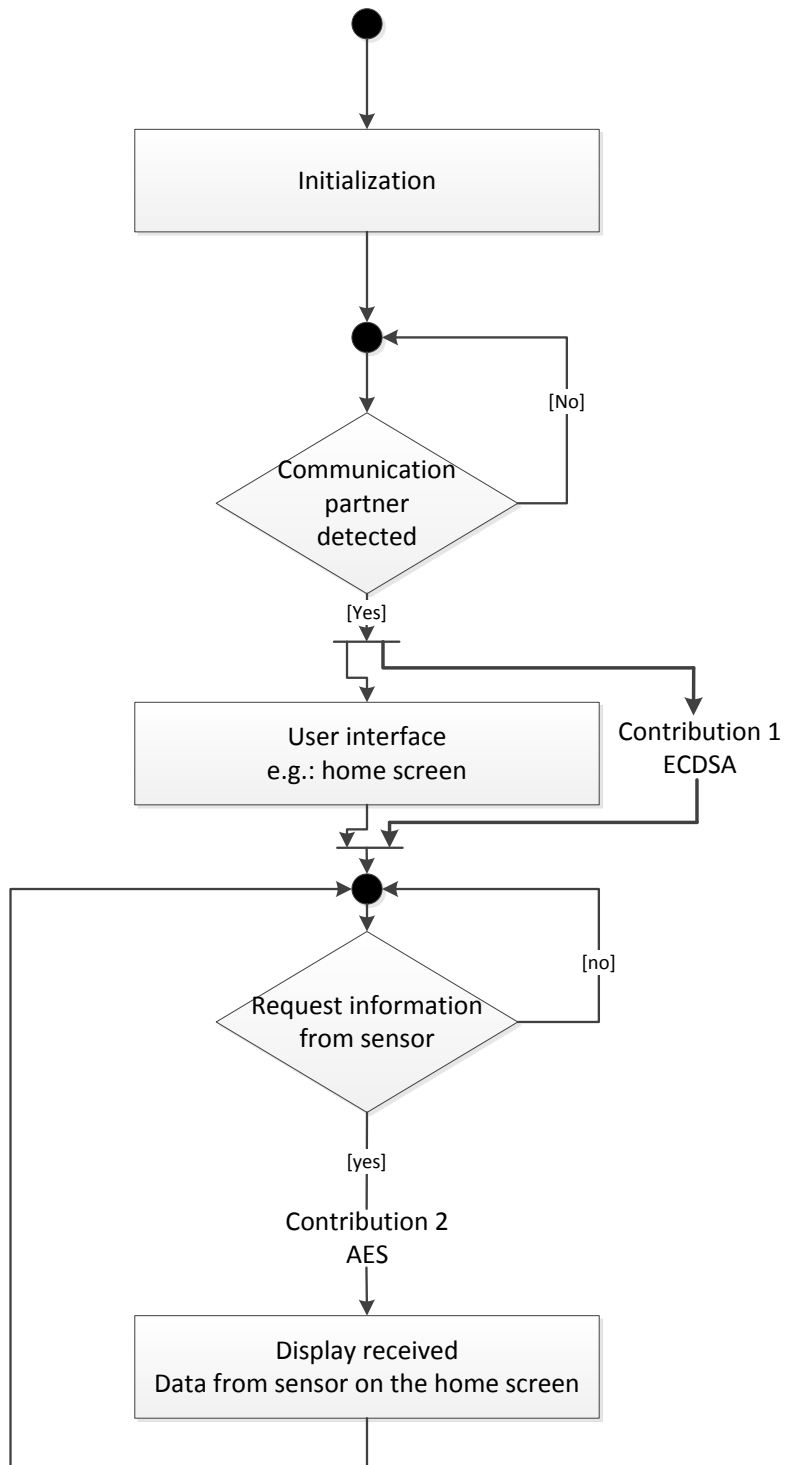 Initialization
[No]
Communication
partner
detected
[Yes]
User interface
e.g.: home screen
Contribution 1
ECDSA
[no]
Request information
from sensor
[yes]
Contribution 2
AES
Display received
Data from sensor on the home screen